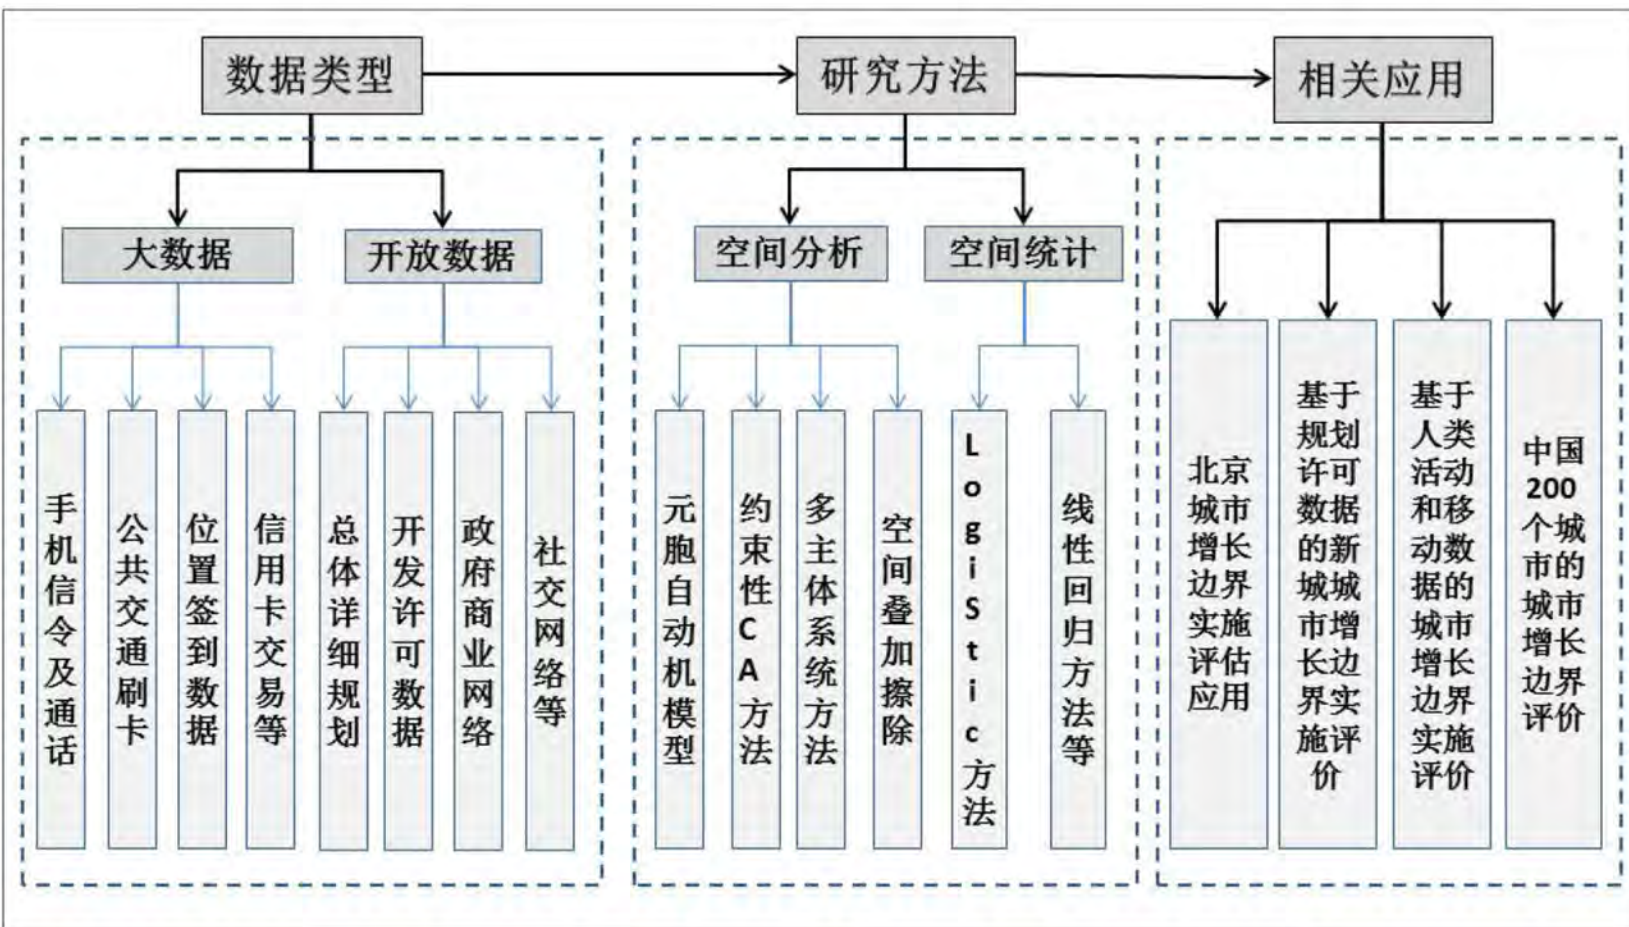 数据类型
研究方法
相关应用
大数据
开放数据
空间分析
空间统计
手机信令及通话
公共交通刷卡
位置签到数据
信用卡交易等
总体详细规划
开发许可数据
政府商业网络
社交网络等
元胞自动机模型
约束性CA方法
多主体系统方法
空间叠加擦除
LogiStic方法
线性回归方法等
北京
城市
增长
边界
实施
评估
应用
基于
规划
许可
数据
的新
城城
市增
长边
界实
施评
价
基于
人类
活动
和移
动数
据的
城市
增长
边界
实施
评价
中国
200
个城
市的
城市
增长
边界
评价